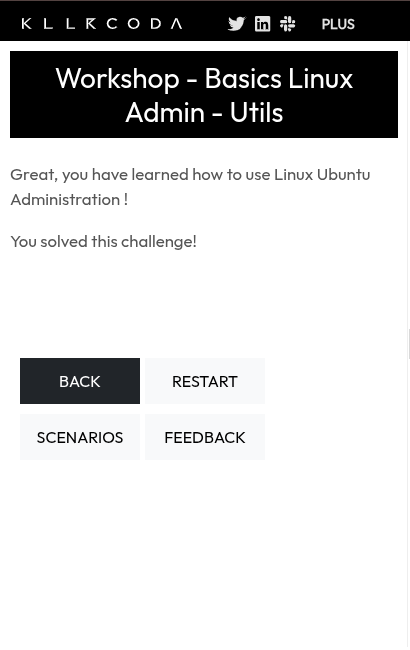 KILLERCODA PLUS
Workshop - Basics Linux
Admin - Utils
Great, you have learned how to use Linux Ubuntu
Administration !
You solved this challenge!
BACK RESTART
SCENARIOS FEEDBACK